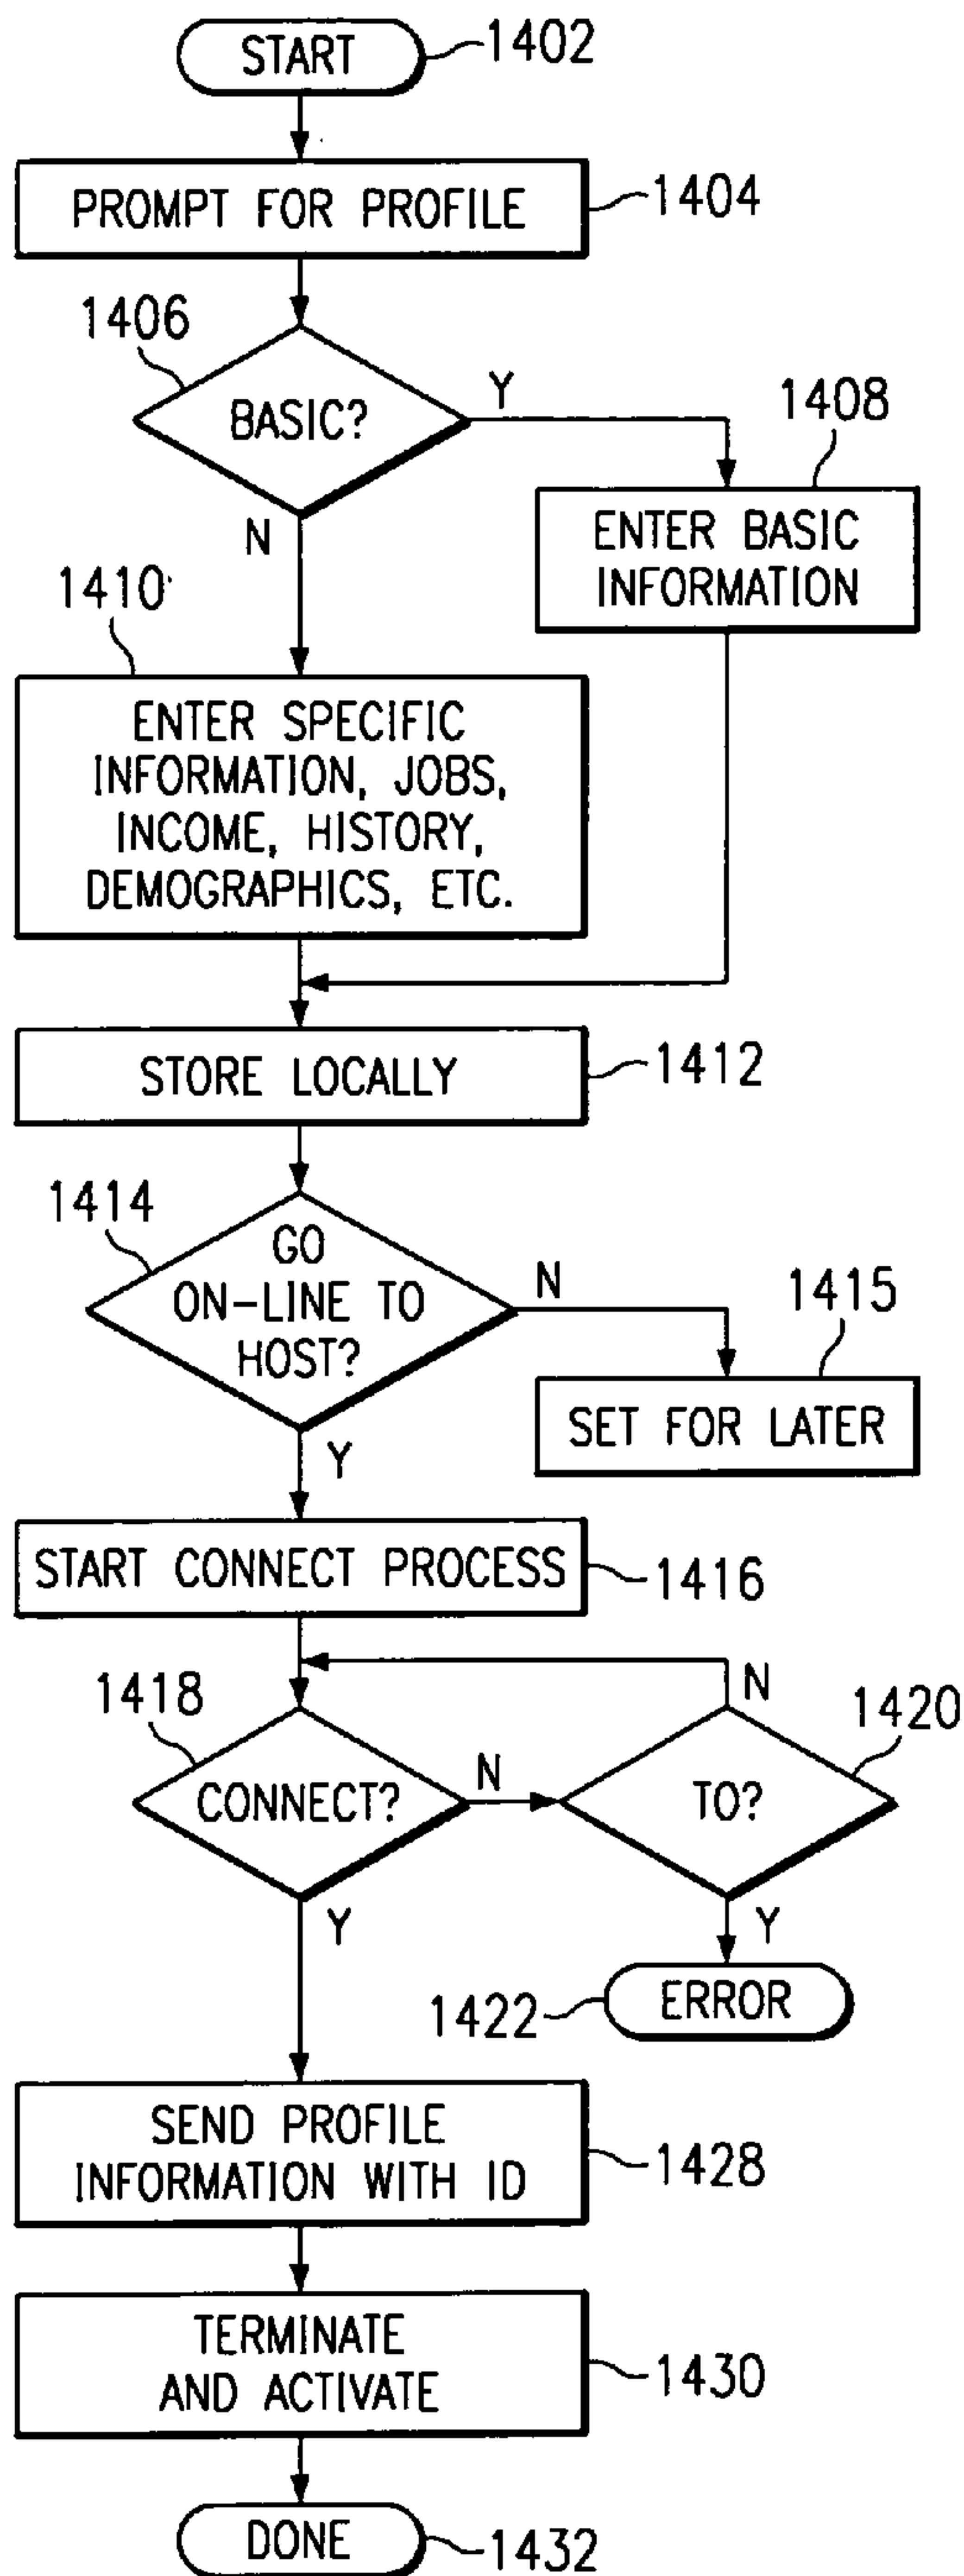 START
1402
PROMPT FOR PROFILE
1404
1406
BASIC?
Y
N
1408
ENTER BASIC
INFORMATION
1410
ENTER SPECIFIC
INFORMATION, JOBS,
INCOME, HISTORY,
DEMOGRAPHICS, ETC.
STORE LOCALLY
1412
1414
GO
ON-LINE TO
HOST?
N
Y
1415
SET FOR LATER
START CONNECT PROCESS
1416
1418
CONNECT?
N
Y
1420
TO?
N
Y
1422
ERROR
SEND PROFILE
INFORMATION WITH ID
1428
TERMINATE
AND ACTIVATE
1430
DONE
1432